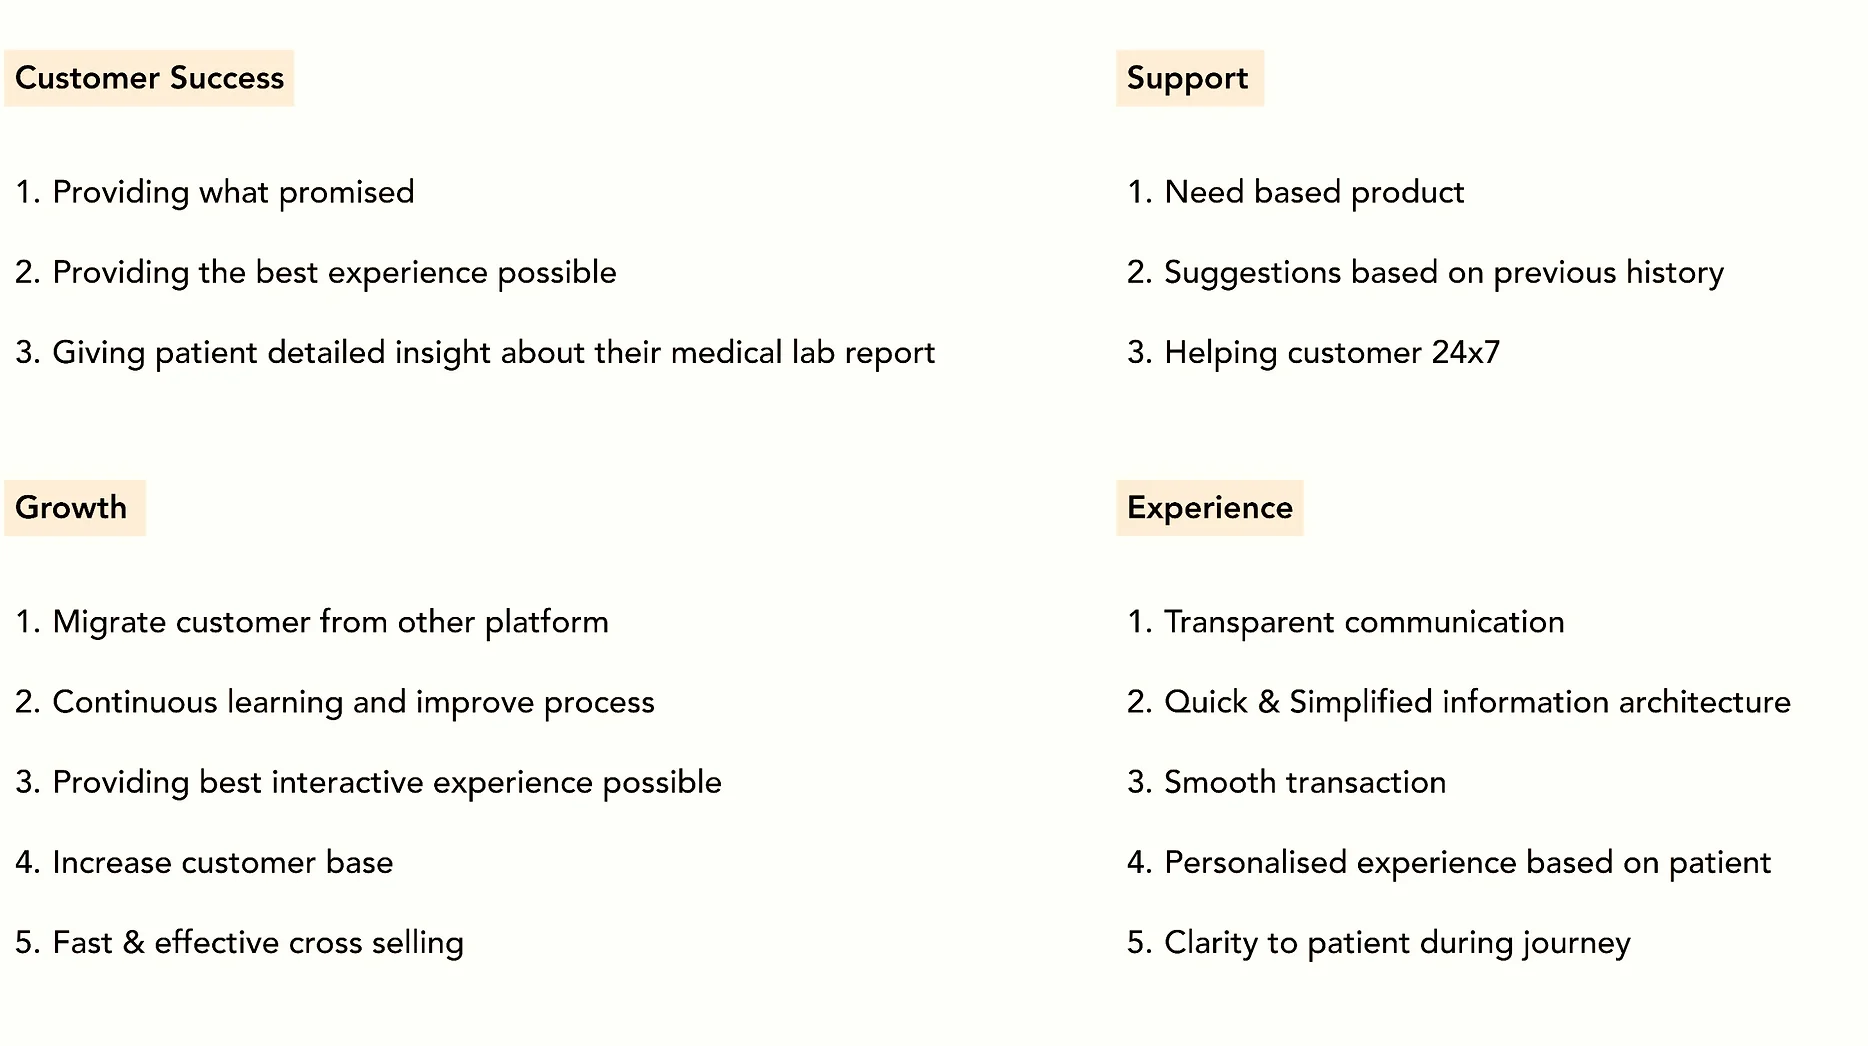 Customer Success
1. Providing what promised
2. Providing the best experience possible
3. Giving patient detailed insight about their medical lab report
Support
1. Need based product
2. Suggestions based on previous history
3. Helping customer 24x7
Growth
1. Migrate customer from other platform
2. Continuous learning and improve process
3. Providing best interactive experience possible
4. Increase customer base
5. Fast & effective cross selling
Experience
1. Transparent communication
2. Quick & Simplified information architecture
3. Smooth transaction
4. Personalised experience based on patient
5. Clarity to patient during journey